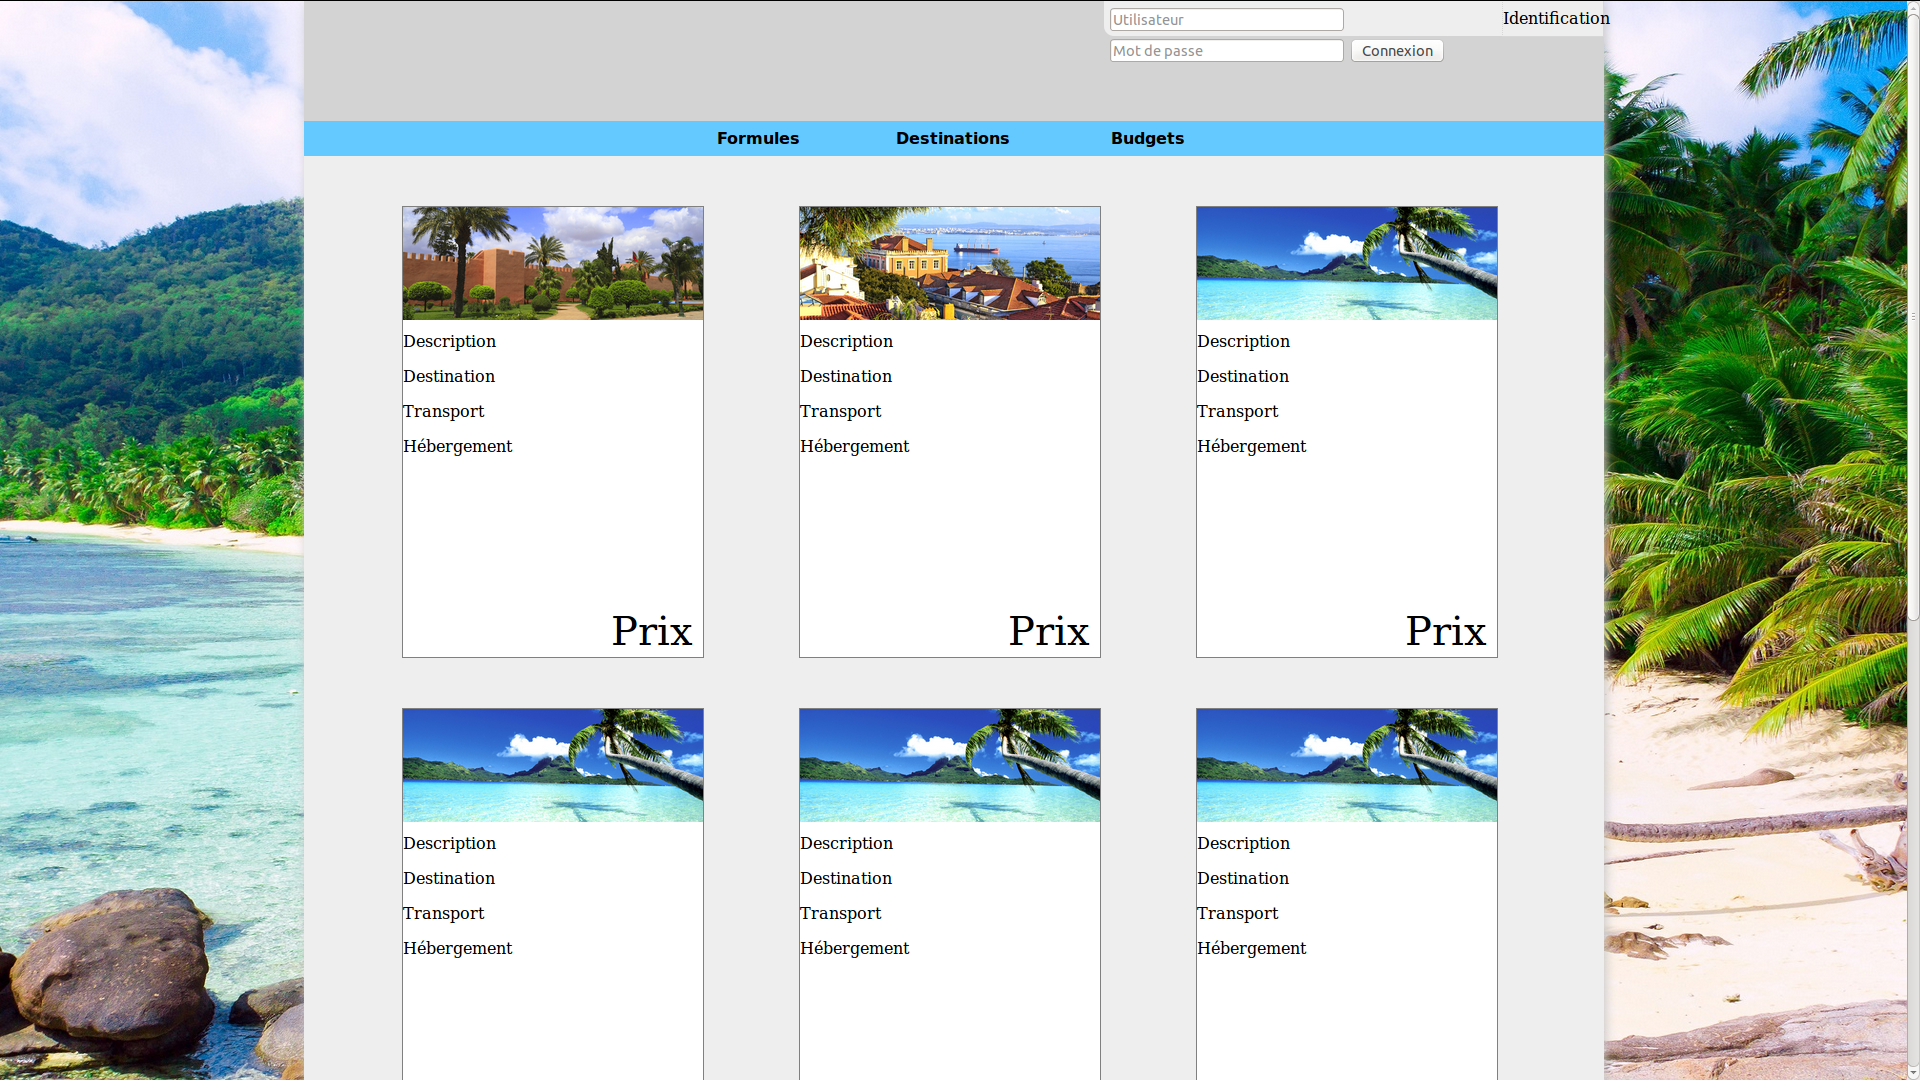 Utilisateur
Identification
Mot de passe
Connexion
Formules Destinations Budgets
Description
Destination
Transport
Hébergement
Prix
Description
Destination
Transport
Hébergement
Prix
Description
Destination
Transport
Hébergement
Prix
Description
Destination
Transport
Hébergement
Description
Destination
Transport
Hébergement
Description
Destination
Transport
Hébergement